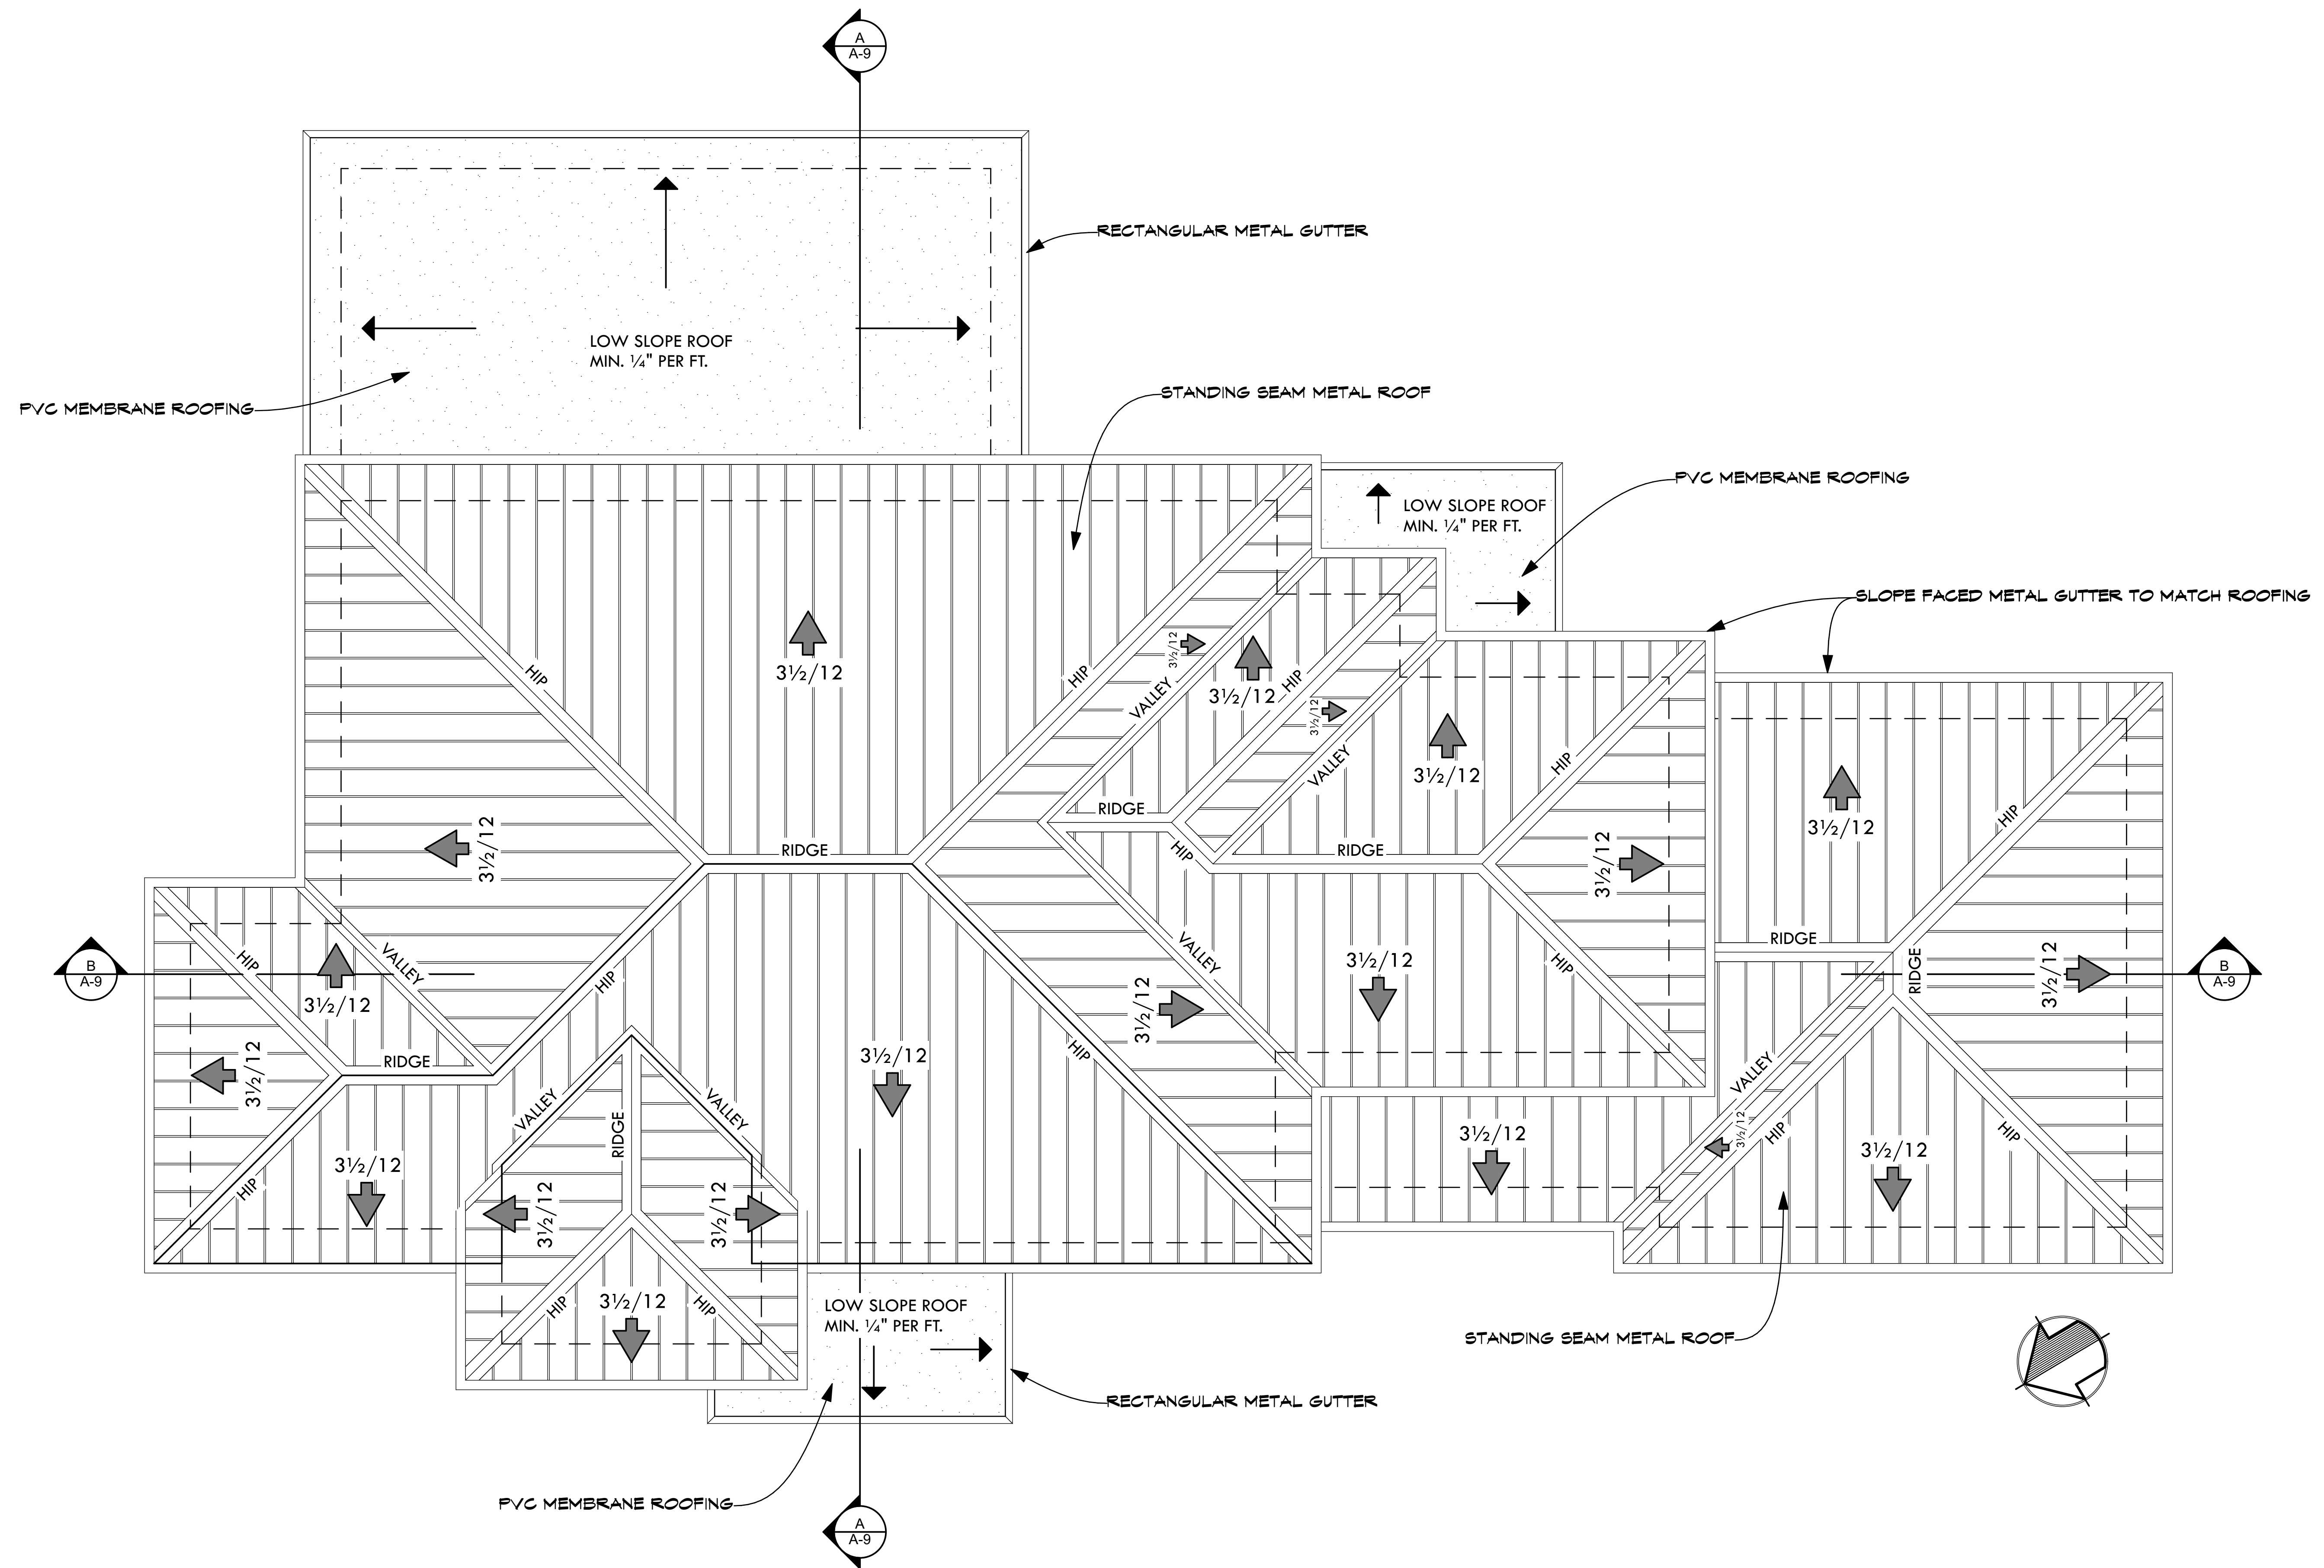 A
A-9
RECTANGULAR METAL GUTTER
LOW SLOPE ROOF
MIN. ¼" PER FT.
PVC MEMBRANE ROOFING
STANDING SEAM METAL ROOF
PVC MEMBRANE ROOFING
LOW SLOPE ROOF
MIN. ¼" PER FT.
SLOPE FACED METAL GUTTER TO MATCH ROOFING
HIP
3½/12
HIP
3½/12
VALLEY
3½/12
HIP
3½/12
VALLEY
3½/12
HIP
3½/12
RIDGE
HIP
3½/12
RIDGE
HIP
RIDGE
3½/12
3½/12
RIDGE
RIDGE
3½/12
B
A-9
HIP
3½/12
VALLEY
HIP
3½/12
VALLEY
3½/12
HIP
B
A-9
3½/12
RIDGE
3½/12
HIP
VALLEY
3½/12
HIP
VALLEY
RIDGE
VALLEY
3½/12
3½/12
HIP
3½/12
HIP
HIP
3½/12
3½/12
3½/12
HIP
3½/12
HIP
LOW SLOPE ROOF
MIN. ¼" PER FT.
STANDING SEAM METAL ROOF
RECTANGULAR METAL GUTTER
PVC MEMBRANE ROOFING
A
A-9